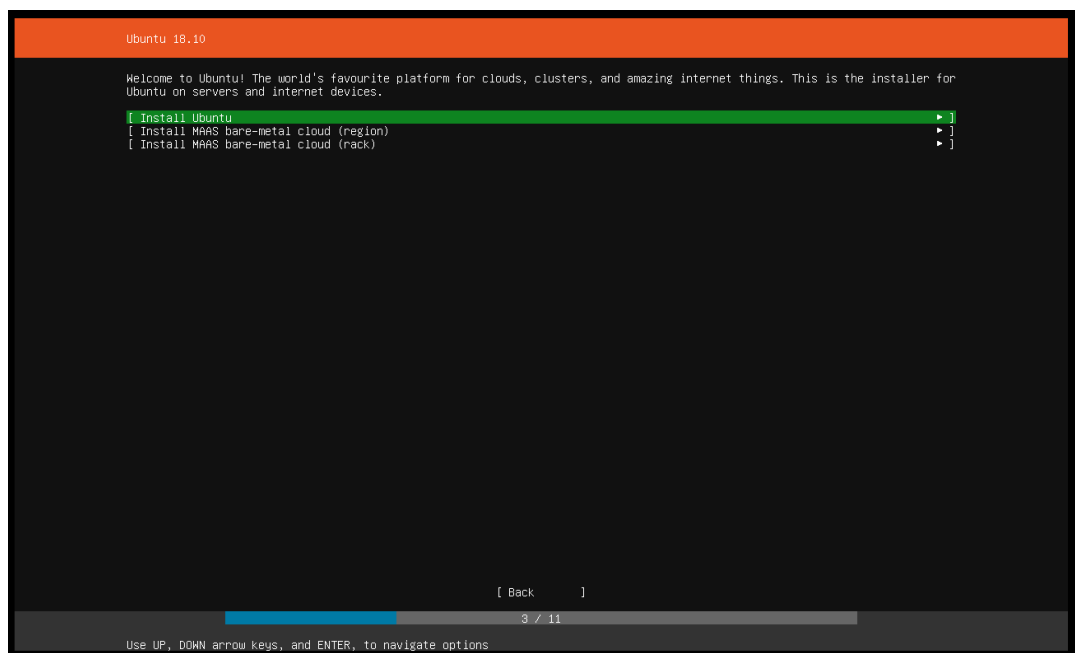 Ubuntu 18.10
Welcome to Ubuntu! The world's favourite platform for clouds, clusters, and amazing internet things. This is the installer for
Ubuntu on servers and internet devices.
[ Install Ubuntu ► ]
[ Install MAAS bare-metal cloud (region) ► ]
[ Install MAAS bare-metal cloud (rack) ► ]
[ Back ]
3 / 11
Use UP, DOWN arrow keys, and ENTER, to navigate options